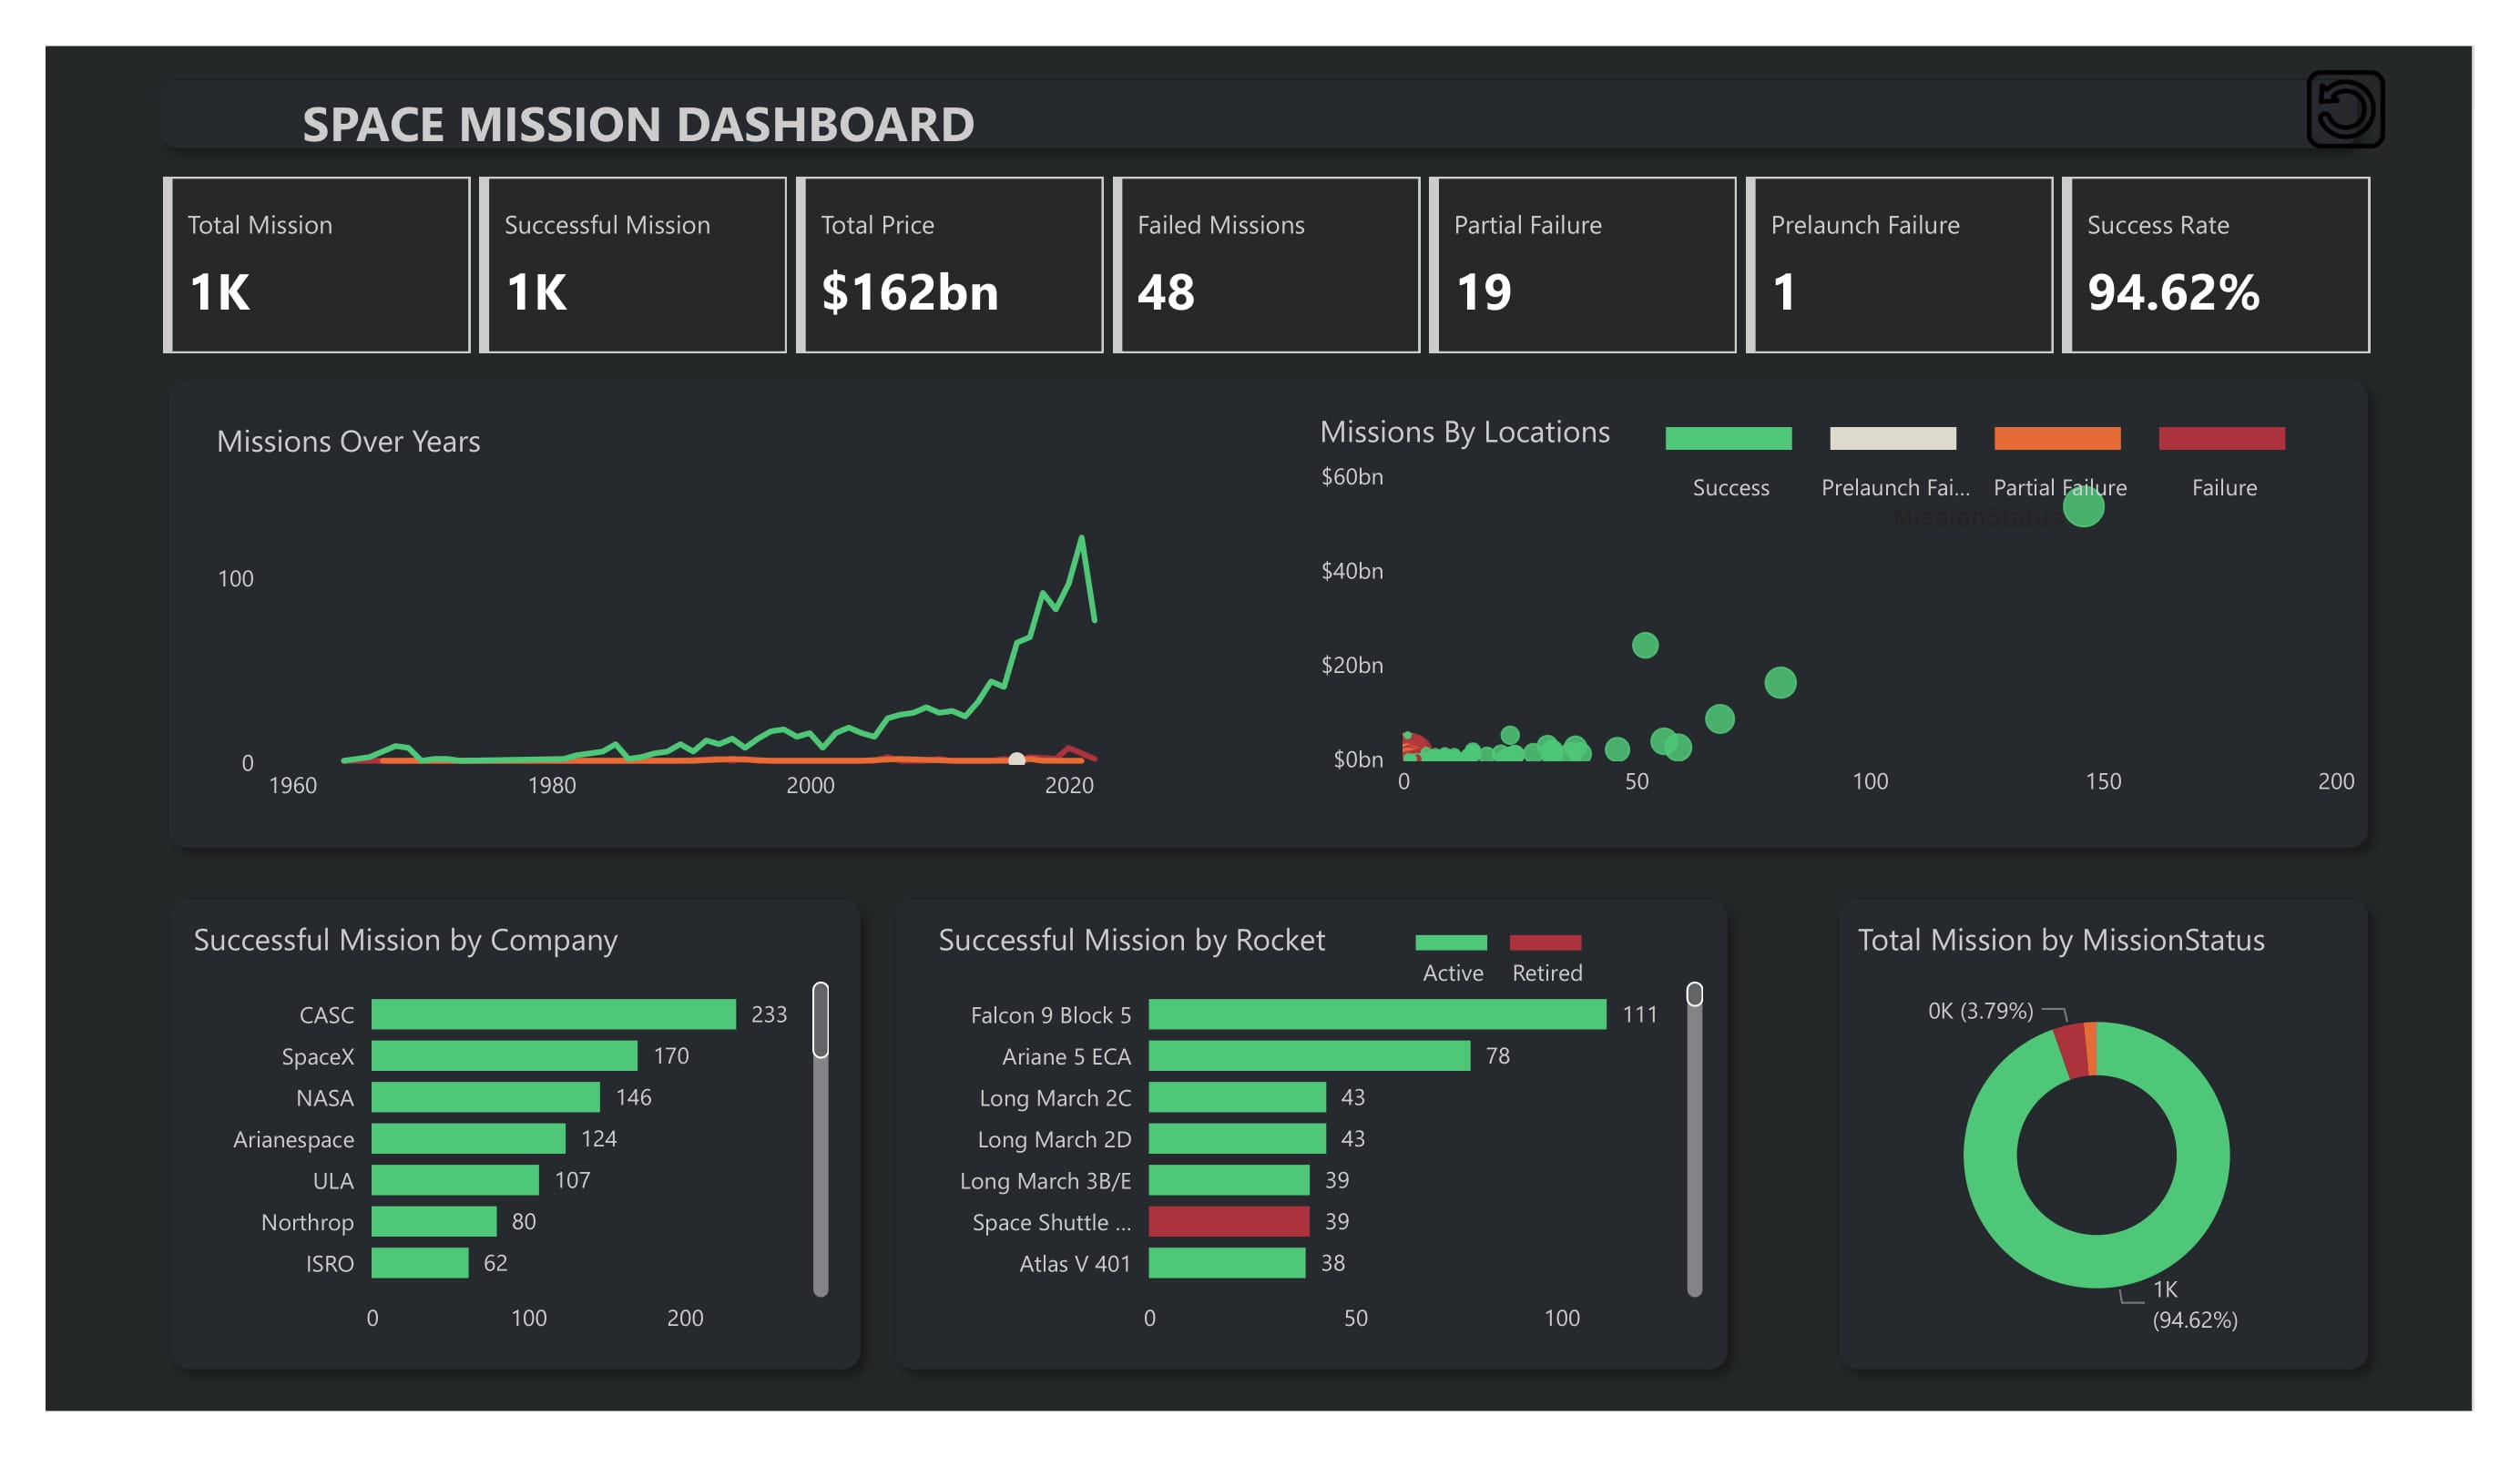 SPACE MISSION DASHBOARD
Total Mission
1K
Successful Mission
1K
Total Price
$162bn
Failed Missions
48
Partial Failure
19
Prelaunch Failure
1
Success Rate
94.62%
Missions Over Years
100
0
1960 1980 2000 2020
Missions By Locations
Success Prelaunch Fai... Partial Failure Failure
MissionStatus
$60bn
$40bn
$20bn
$0bn
0 50 100 150 200
Successful Mission by Company
CASC 233
SpaceX 170
NASA 146
Arianespace 124
ULA 107
Northrop 80
ISRO 62
0 100 200
Successful Mission by Rocket
Active Retired
Falcon 9 Block 5 111
Ariane 5 ECA 78
Long March 2C 43
Long March 2D 43
Long March 3B/E 39
Space Shuttle ... 39
Atlas V 401 38
0 50 100
Total Mission by MissionStatus
0K (3.79%)
1K
(94.62%)